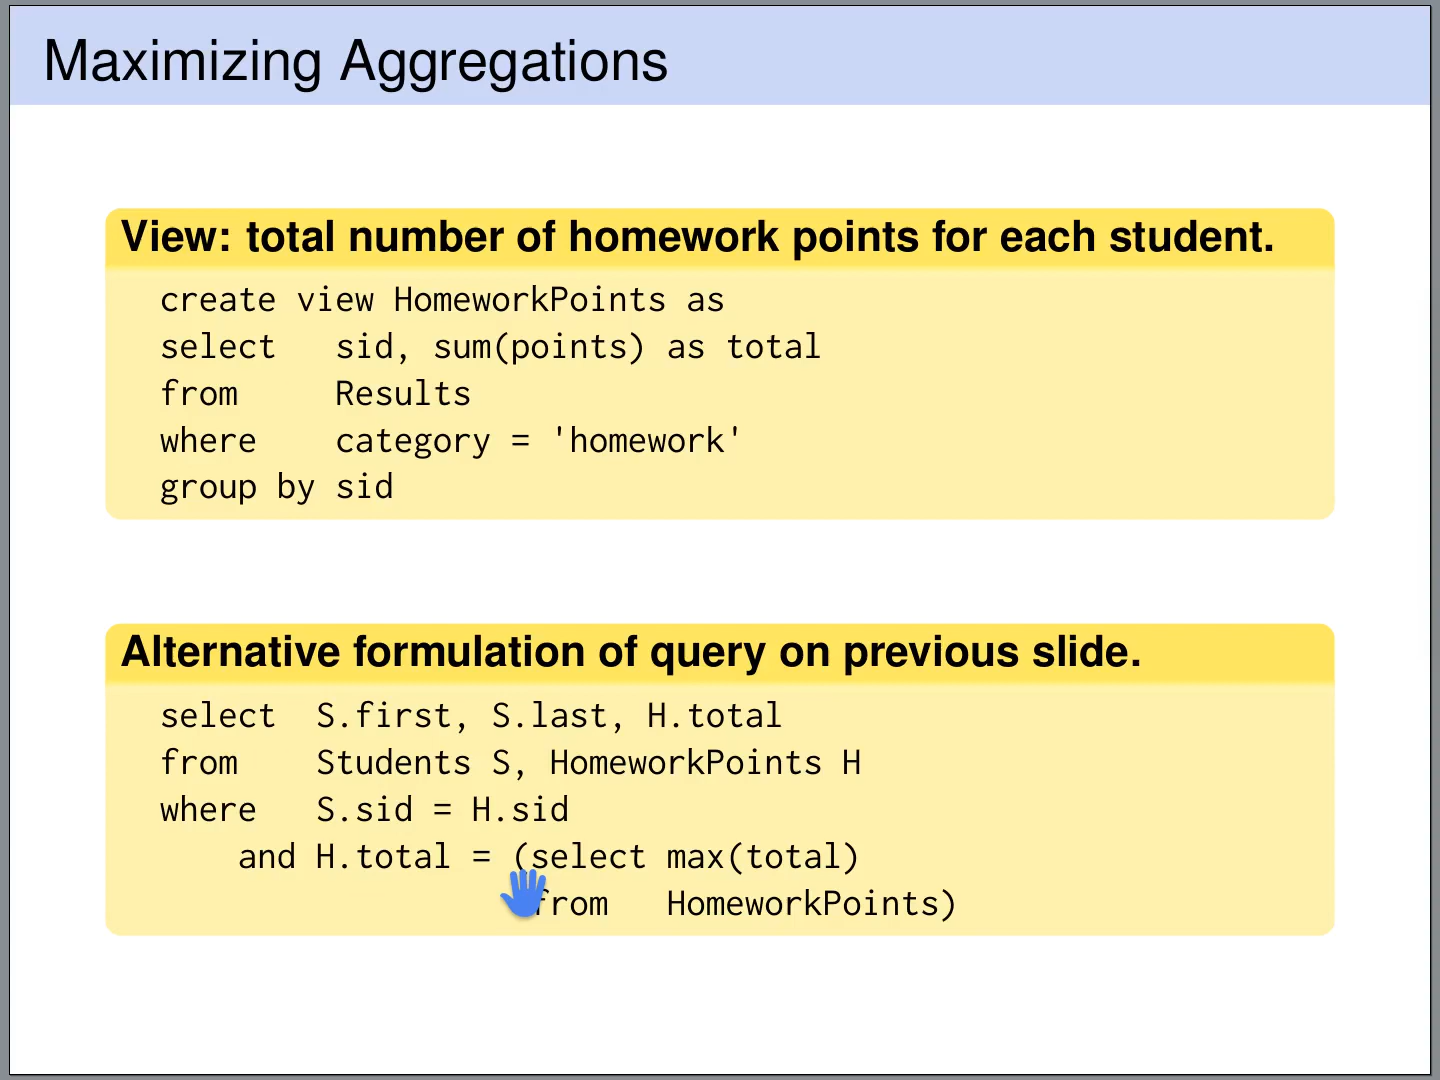 Maximizing Aggregations
View: total number of homework points for each student.
create view HomeworkPoints as
select   sid, sum(points) as total
from     Results
where    category = 'homework'
group by sid
Alternative formulation of query on previous slide.
select  S.first, S.last, H.total
from    Students S, HomeworkPoints H
where   S.sid = H.sid
    and H.total = (select max(total)
                   from   HomeworkPoints)